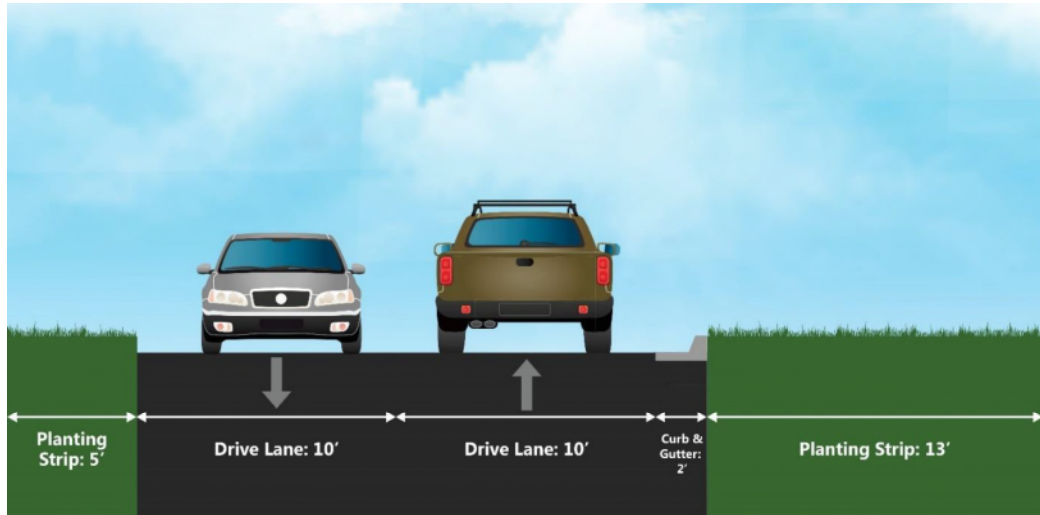 Planting
Strip: 5′
Drive Lane: 10′
Drive Lane: 10′
Curb &
Gutter:
2′
Planting Strip: 13′